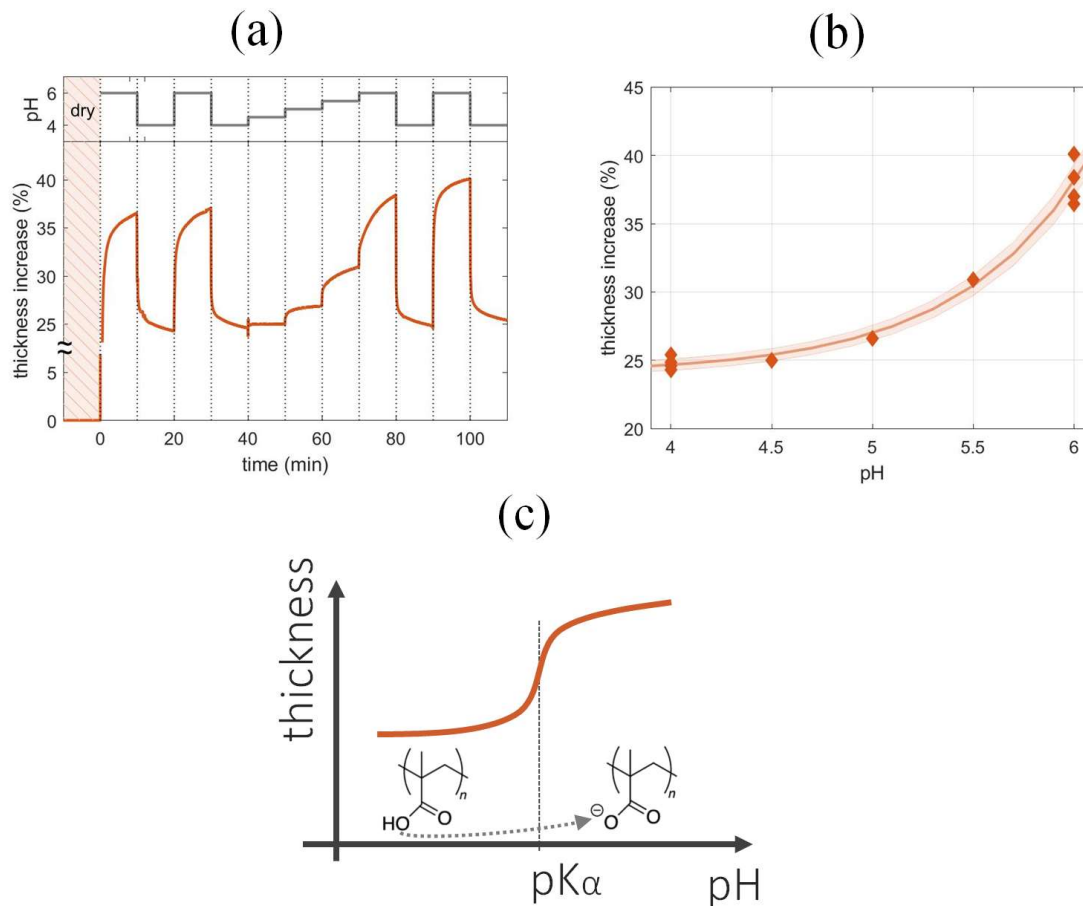 (a)
pH
6
4
dry
thickness increase (%)
40
35
30
25
≈
5
0
0 20 40 60 80 100
time (min)
(b)
thickness increase (%)
45
40
35
30
25
20
4 4.5 5 5.5 6
pH
(c)
thickness
n
HO O
n
⊖O O
pKα pH